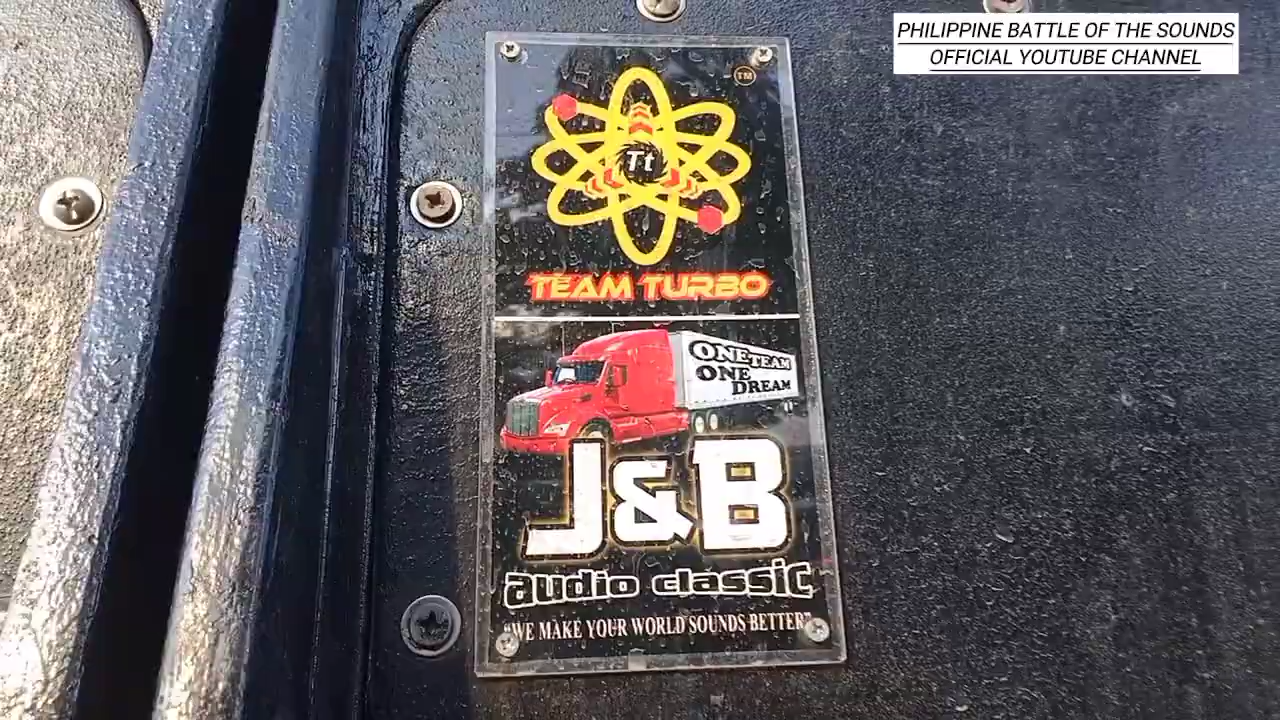 PHILIPPINE BATTLE OF THE SOUNDS
OFFICIAL YOUTUBE CHANNEL
TM
Tt
TEAM TURBO
ONE TEAM
ONE
DREAM
J&B
audio classic
"WE MAKE YOUR WORLD SOUNDS BETTER"